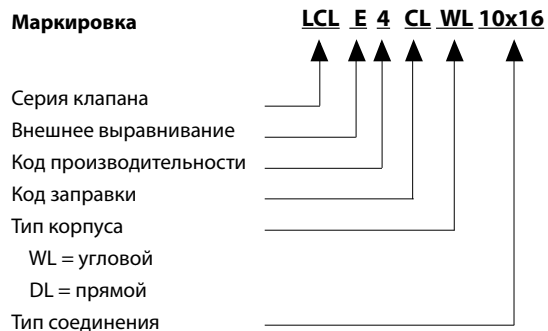 Маркировка LCL E 4 CL WL 10x16
Серия клапана
Внешнее выравнивание
Код производительности
Код заправки
Тип корпуса
WL = угловой
DL = прямой
Тип соединения